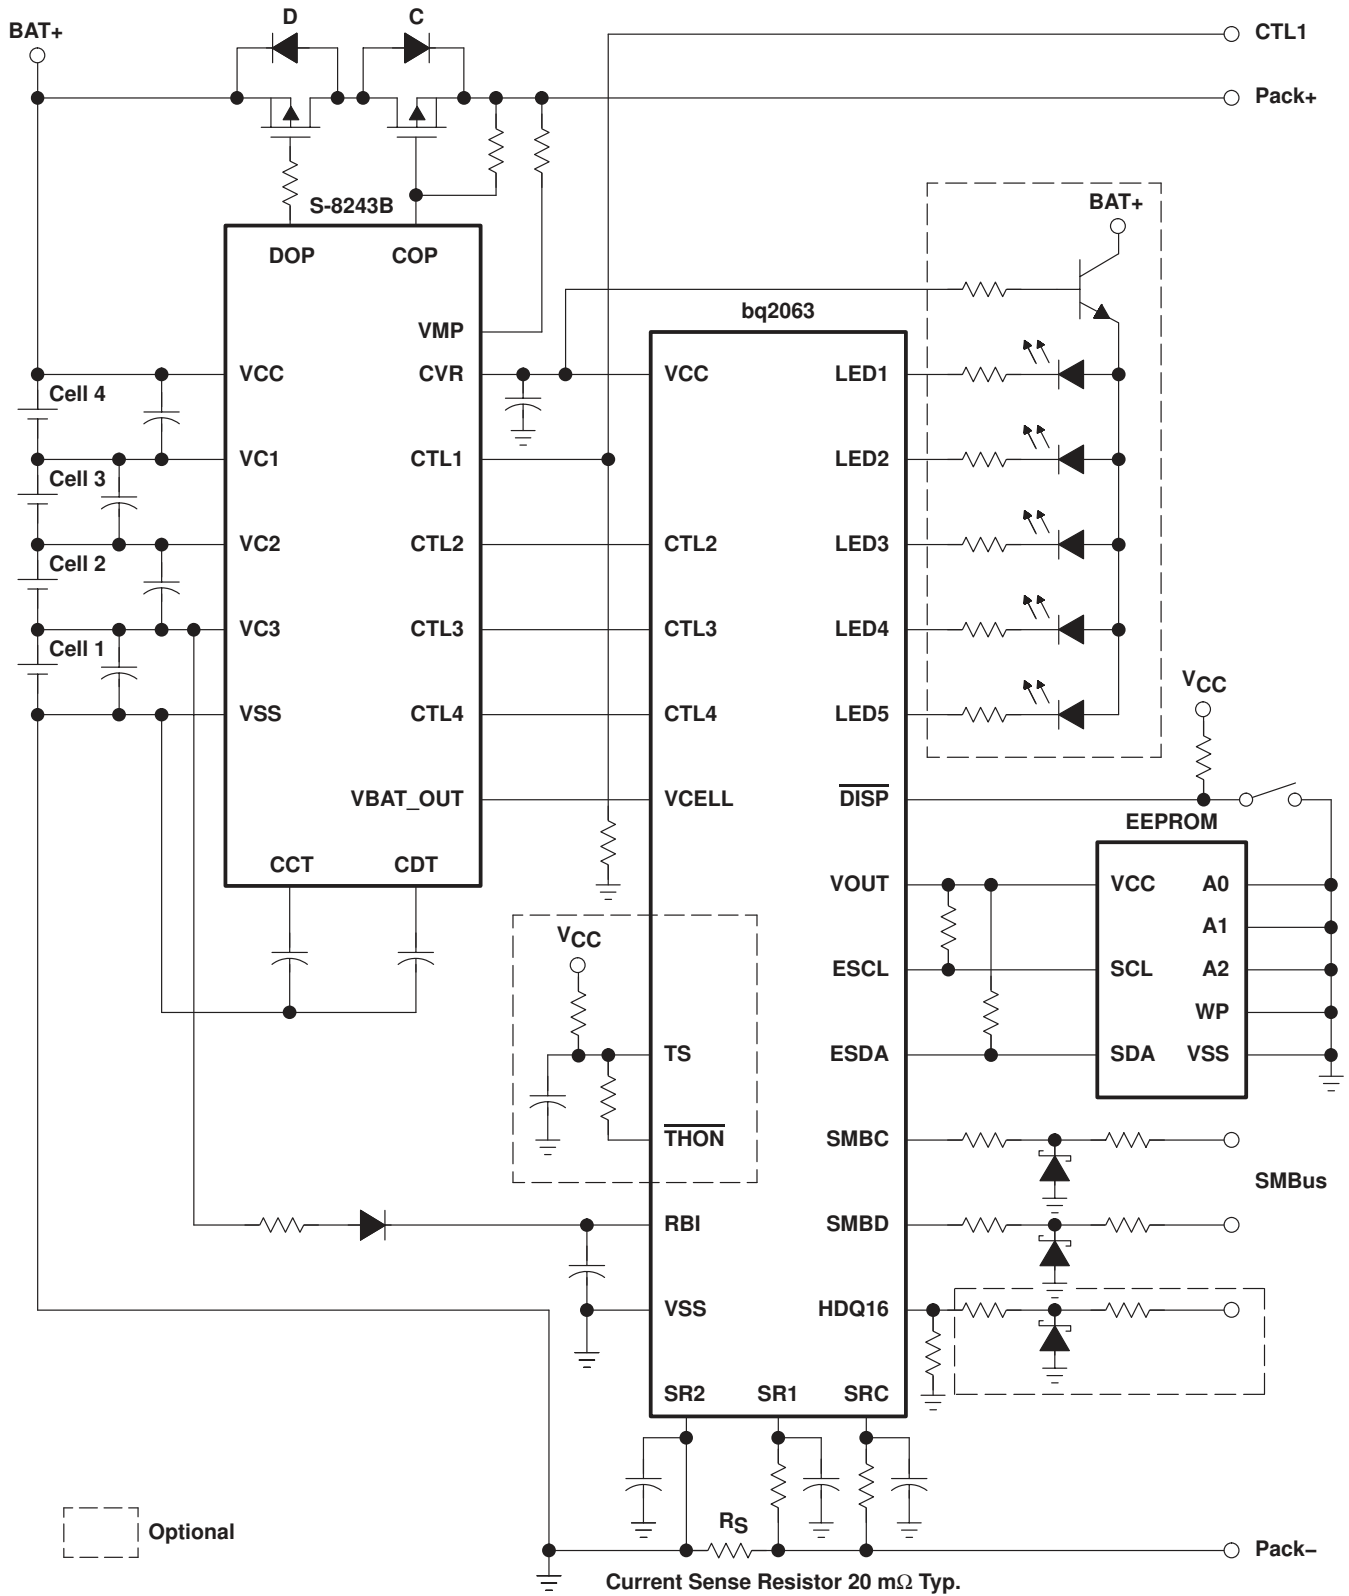 D
C
BAT+
CTL1
Pack+
S-8243B
DOP
COP
VMP
BAT+
bq2063
VCC
CVR
VCC
LED1
Cell 4
VC1
CTL1
LED2
Cell 3
VC2
CTL2
CTL2
LED3
Cell 2
VC3
CTL3
CTL3
LED4
Cell 1
VCC
VSS
CTL4
CTL4
LED5
VBAT_OUT
VCELL
DISP
EEPROM
CCT
CDT
VOUT
VCC
A0
A1
VCC
ESCL
SCL
A2
WP
TS
ESDA
SDA
VSS
THON
SMBC
SMBus
RBI
SMBD
VSS
HDQ16
SR2
SR1
SRC
Optional
RS
Pack–
Current Sense Resistor 20 mΩ Typ.